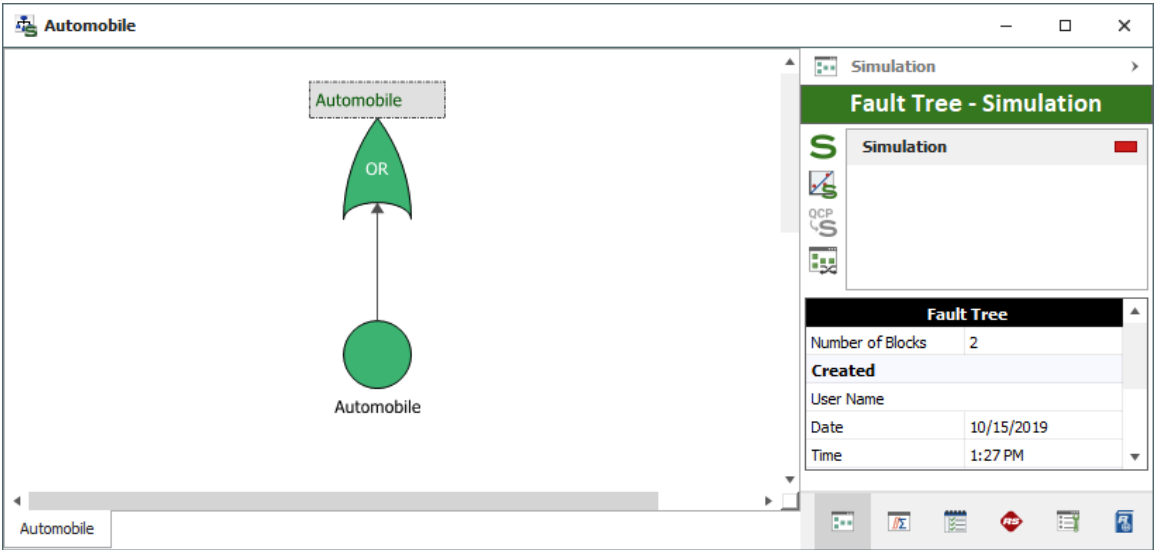 Automobile
Automobile
OR
Automobile
Automobile
Simulation
Fault Tree - Simulation
S
Simulation
S
QCP
S
Fault Tree
Number of Blocks 2
Created
User Name
Date 10/15/2019
Time 1:27 PM
Σ
RS
R